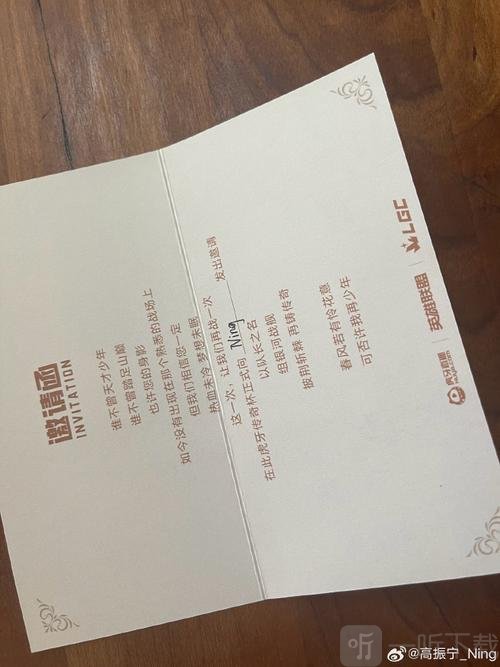 邀请函
INVITATION
谁不曾天才少年
谁不曾踏足山巅
也许您的身影
如今没有出现在那个熟悉的战场上
但我们相信您一定
热血未冷 梦想未眠
这一次，让我们再战一次
在此虎牙传奇杯正式向 Ning 发出邀请
以队长之名
组银河战舰
披荆斩棘 再铸传奇
春风若有怜花意
可否许我再少年
虎牙直播
英雄联盟
LGC
@高振宁_Ning
听
一听下载